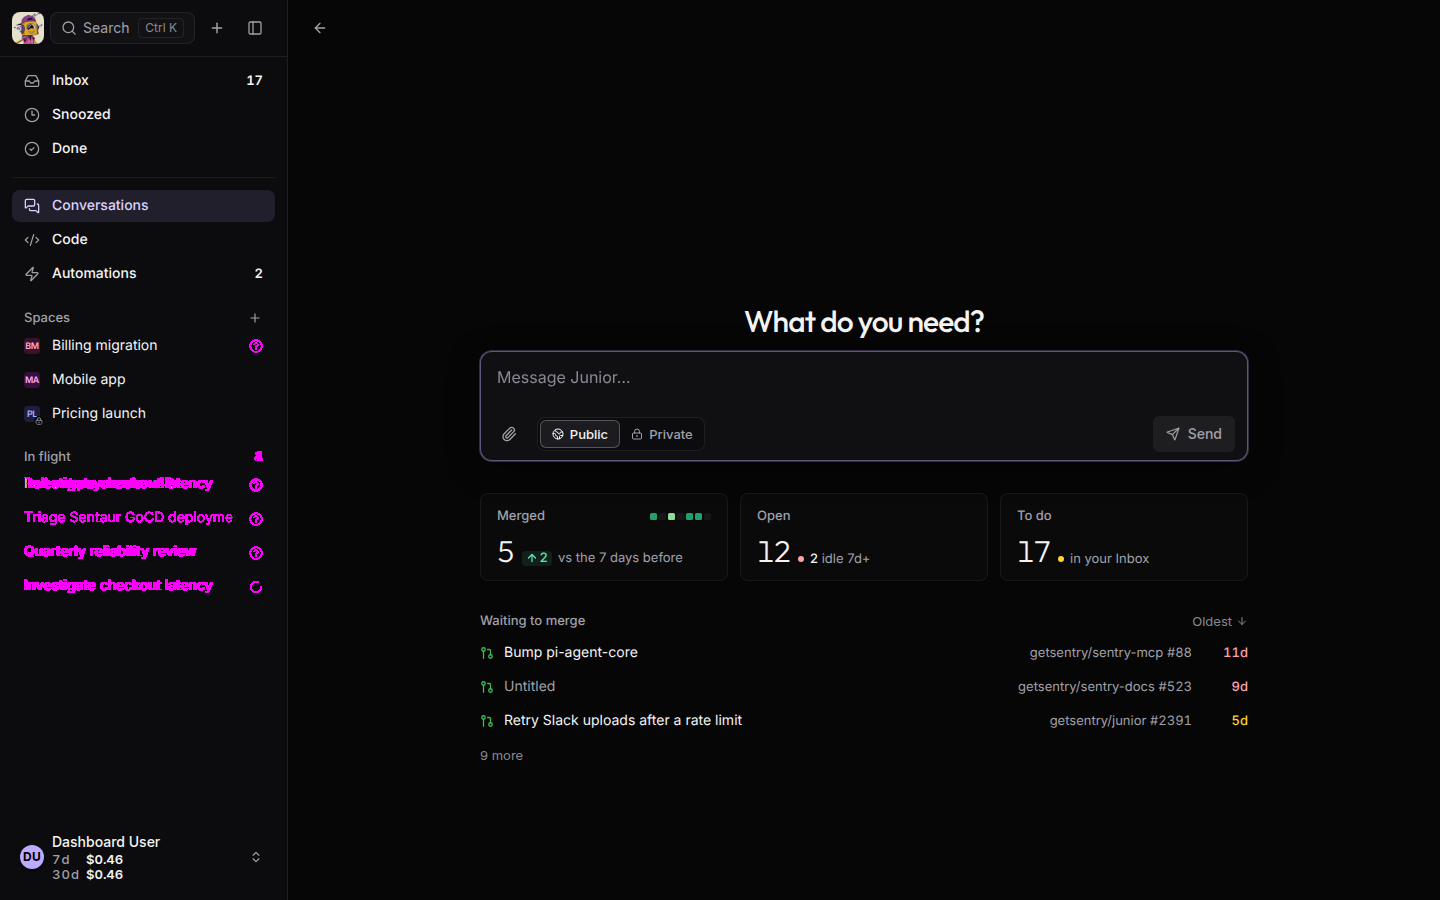 Search Ctrl K
Inbox 17
Snoozed
Done
Conversations
Code
Automations 2
Spaces
BM Billing migration
MA Mobile app
PL Pricing launch
In flight
Triage Sentaur GoCD deployme
Quarterly reliability review
Investigate checkout latency
DU Dashboard User
7d $0.46
30d $0.46
What do you need?
Message Junior...
Public Private Send
Merged
5 2 vs the 7 days before
Open
12 2 idle 7d+
To do
17 in your Inbox
Waiting to merge Oldest
Bump pi-agent-core getsentry/sentry-mcp #88 11d
Untitled getsentry/sentry-docs #523 9d
Retry Slack uploads after a rate limit getsentry/junior #2391 5d
9 more